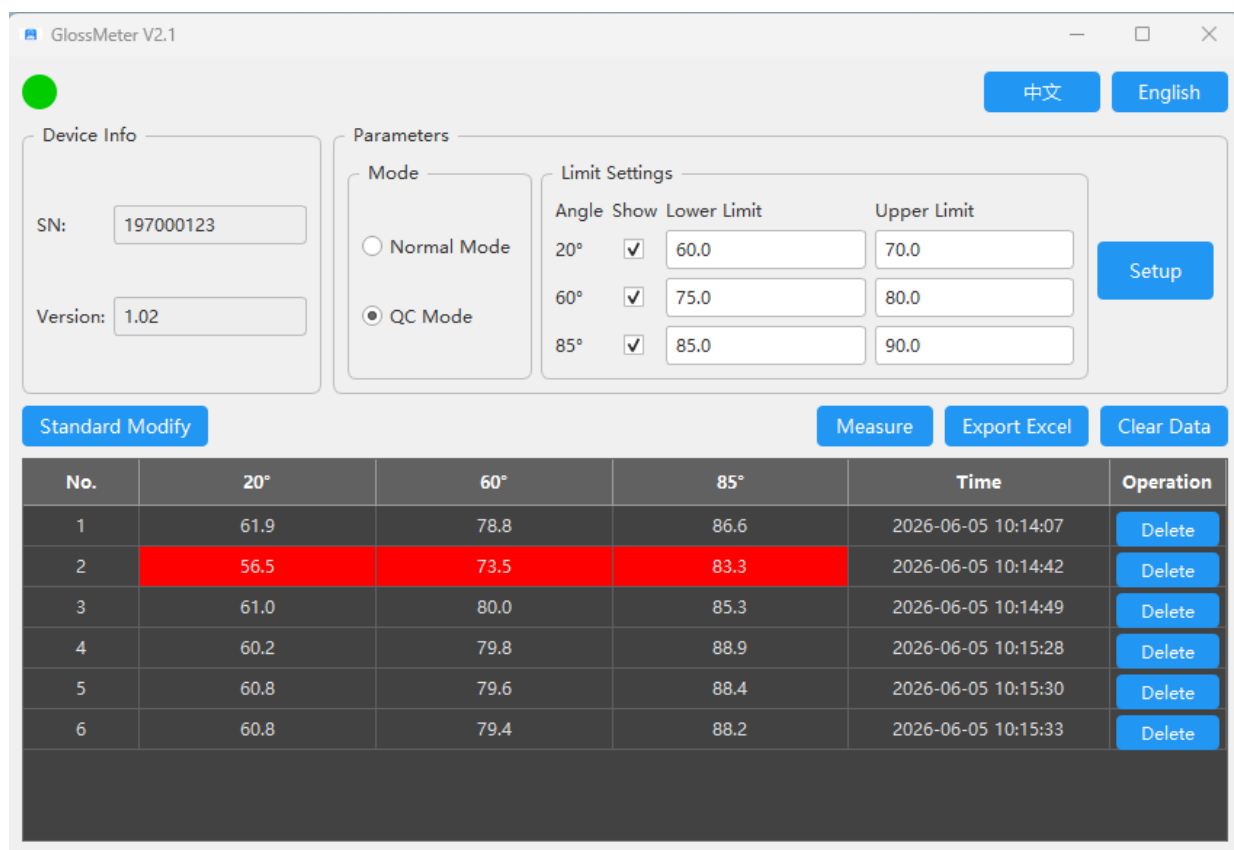 GlossMeter V2.1
中文 English
Device Info
Parameters
Mode
Limit Settings
Angle Show Lower Limit Upper Limit
SN: 197000123
Normal Mode
20° 60.0 70.0
Setup
60° 75.0 80.0
Version: 1.02
QC Mode
85° 85.0 90.0
Standard Modify Measure Export Excel Clear Data
No. 20° 60° 85° Time Operation
1 61.9 78.8 86.6 2026-06-05 10:14:07 Delete
2 56.5 73.5 83.3 2026-06-05 10:14:42 Delete
3 61.0 80.0 85.3 2026-06-05 10:14:49 Delete
4 60.2 79.8 88.9 2026-06-05 10:15:28 Delete
5 60.8 79.6 88.4 2026-06-05 10:15:30 Delete
6 60.8 79.4 88.2 2026-06-05 10:15:33 Delete